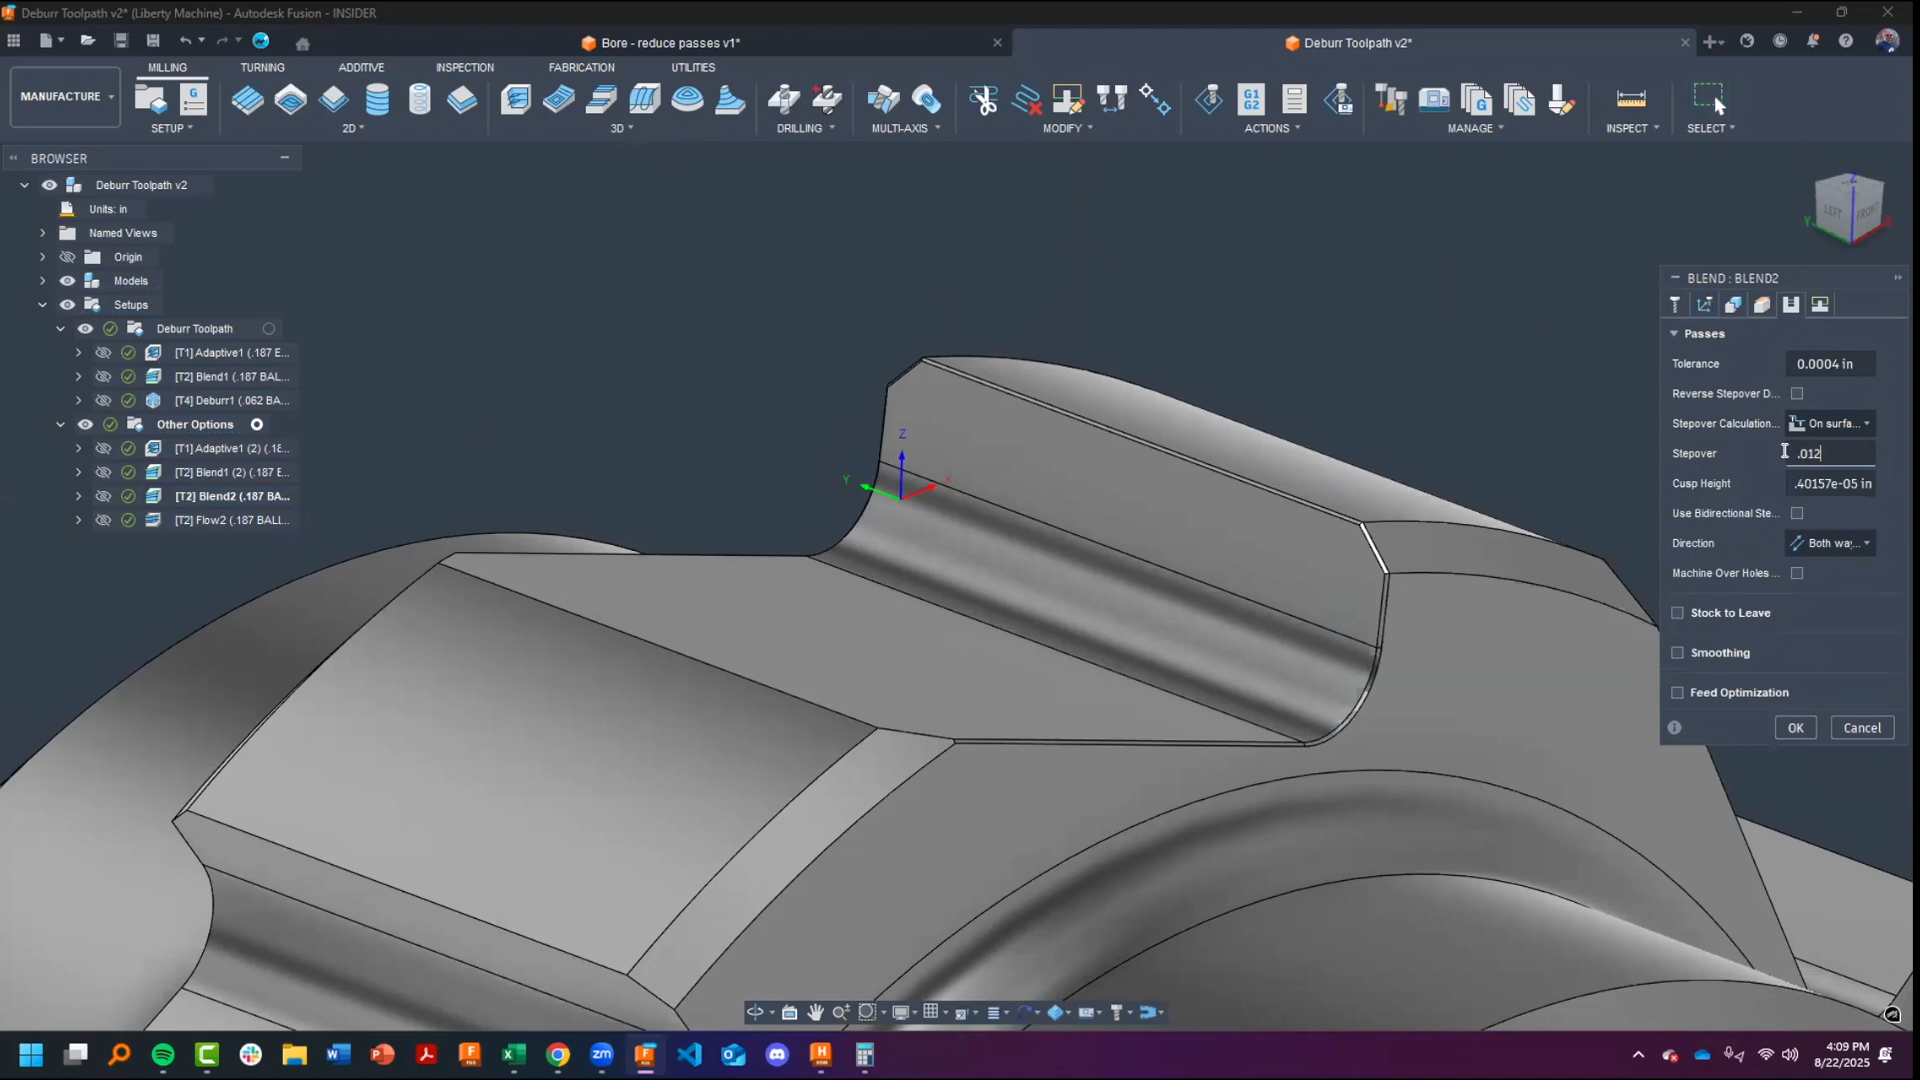 Deburr Toolpath v2* (Liberty Machine) - Autodesk Fusion - INSIDER
Bore - reduce passes v1*
Deburr Toolpath v2*
MANUFACTURE
MILLING
TURNING
ADDITIVE
INSPECTION
FABRICATION
UTILITIES
G
G1
G2
G
SETUP
2D
3D
DRILLING
MULTI-AXIS
MODIFY
ACTIONS
MANAGE
INSPECT
SELECT
BROWSER
Deburr Toolpath v2
Units: in
Named Views
Origin
Models
Setups
Deburr Toolpath
[T1] Adaptive1 (.187 E...
[T2] Blend1 (.187 BAL...
[T4] Deburr1 (.062 BA...
Other Options
[T1] Adaptive1 (2) (.18...
[T2] Blend1 (2) (.187 E...
[T2] Blend2 (.187 BA...
[T2] Flow2 (.187 BALL...
Z
LEFT
FRONT
Y
X
Z
Y
X
BLEND : BLEND2
Passes
Tolerance
0.0004 in
Reverse Stepover D...
Stepover Calculation...
On surfa...
Stepover
.012
Cusp Height
.40157e-05 in
Use Bidirectional Ste...
Direction
Both way...
Machine Over Holes ...
Stock to Leave
Smoothing
Feed Optimization
OK
Cancel
4:09 PM
8/22/2025